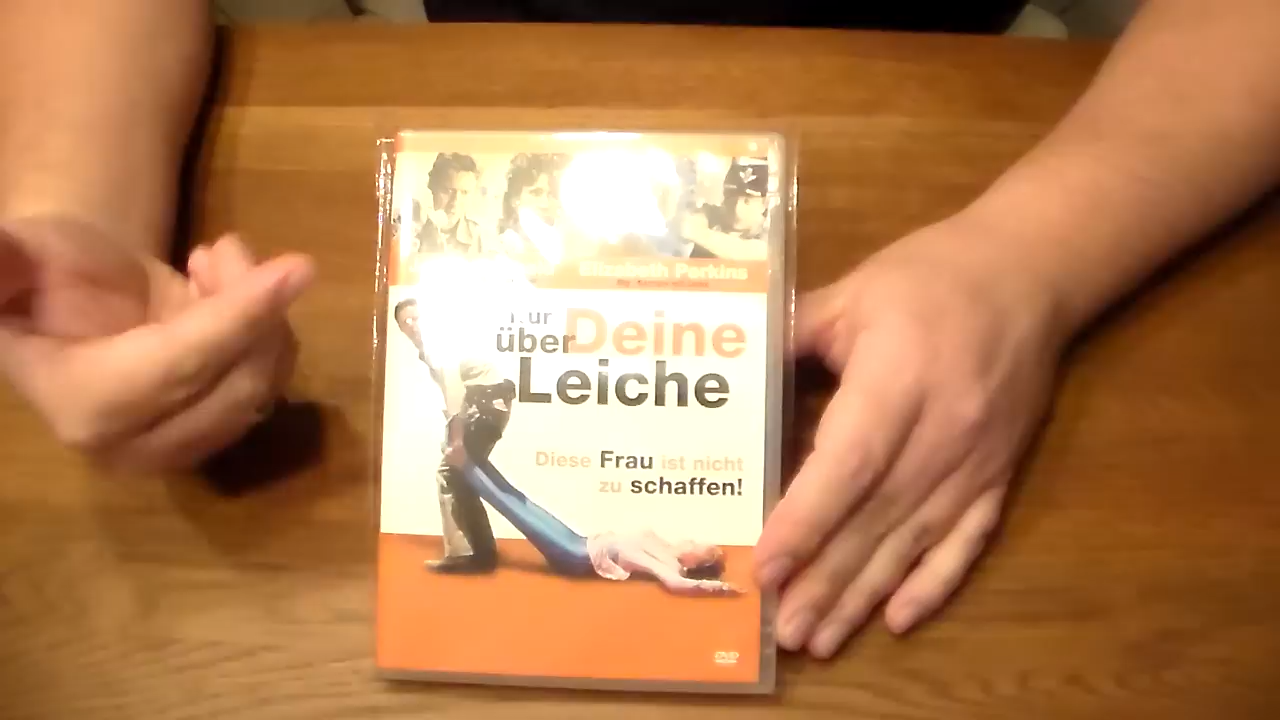 Elizabeth Perkins
über Deine
Leiche
Diese Frau ist nicht
zu schaffen!
DVD